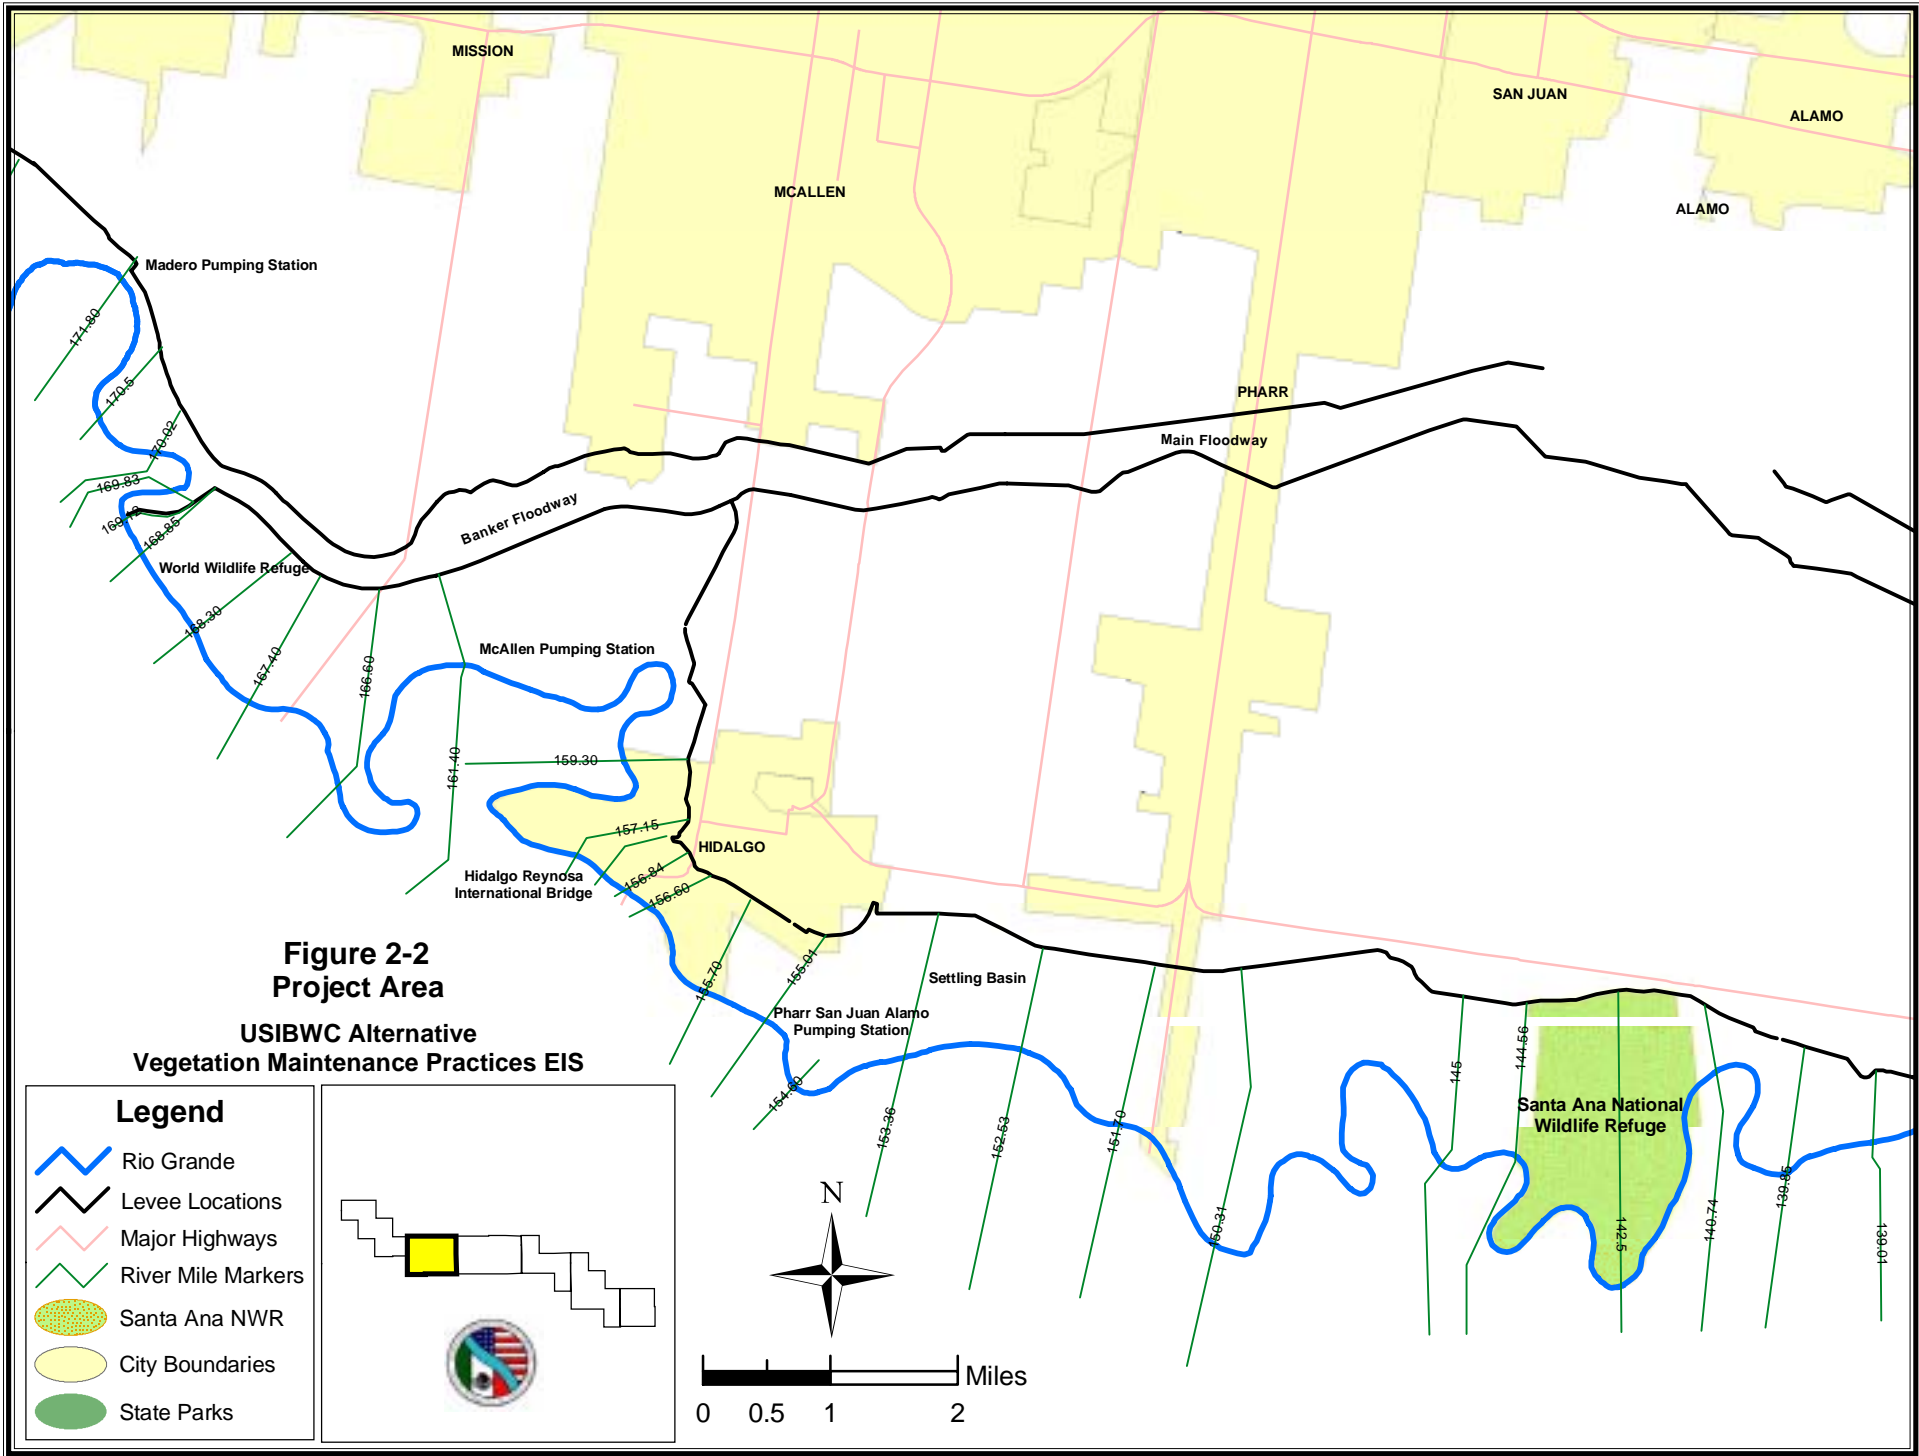 MISSION
SAN JUAN
ALAMO
MCALLEN
ALAMO
Madero Pumping Station
171.80
170.5
PHARR
170.02
Main Floodway
169.83
Banker Floodway
169.12
168.85
World Wildlife Refuge
168.30
McAllen Pumping Station
167.40
166.60
161.40
159.30
157.15
HIDALGO
Hidalgo Reynosa
International Bridge
156.84
156.60
Figure 2-2
Project Area
155.70
155.01
Settling Basin
Pharr San Juan Alamo
Pumping Station
USIBWC Alternative
Vegetation Maintenance Practices EIS
154.60
153.36
152.53
151.70
150.31
145
144.56
Santa Ana National
Wildlife Refuge
142.5
140.74
139.85
139.01
Legend
Rio Grande
Levee Locations
Major Highways
River Mile Markers
Santa Ana NWR
City Boundaries
State Parks
N
Miles
0 0.5 1 2